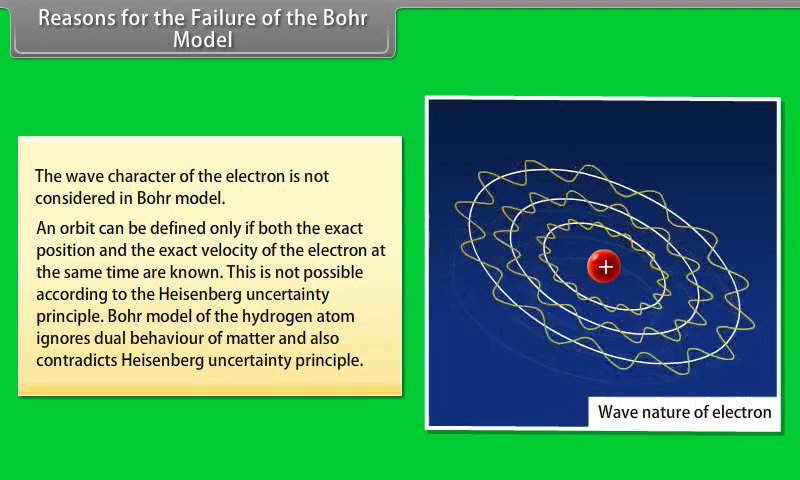 Reasons for the Failure of the Bohr
Model
The wave character of the electron is not
considered in Bohr model.
An orbit can be defined only if both the exact
position and the exact velocity of the electron at
the same time are known. This is not possible
according to the Heisenberg uncertainty
principle. Bohr model of the hydrogen atom
ignores dual behaviour of matter and also
contradicts Heisenberg uncertainty principle.
+
Wave nature of electron